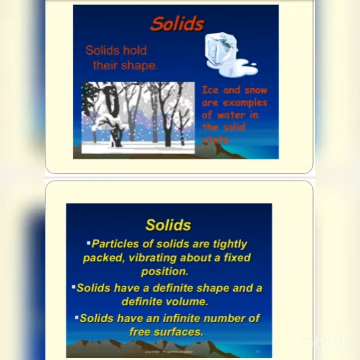 Solids
Solids hold
their shape.
Ice and snow
are examples
of water in
the solid
state.
Solids
▪Particles of solids are tightly
packed, vibrating about a fixed
position.
▪Solids have a definite shape and a
definite volume.
▪Solids have an infinite number of
free surfaces.